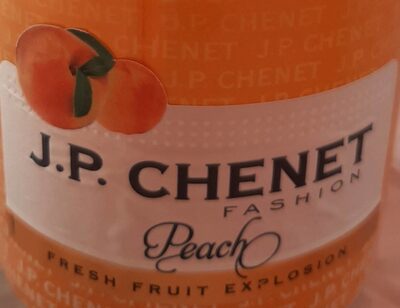 J.P. CHENET
FASHION
Peach
FRESH FRUIT EXPLOSION